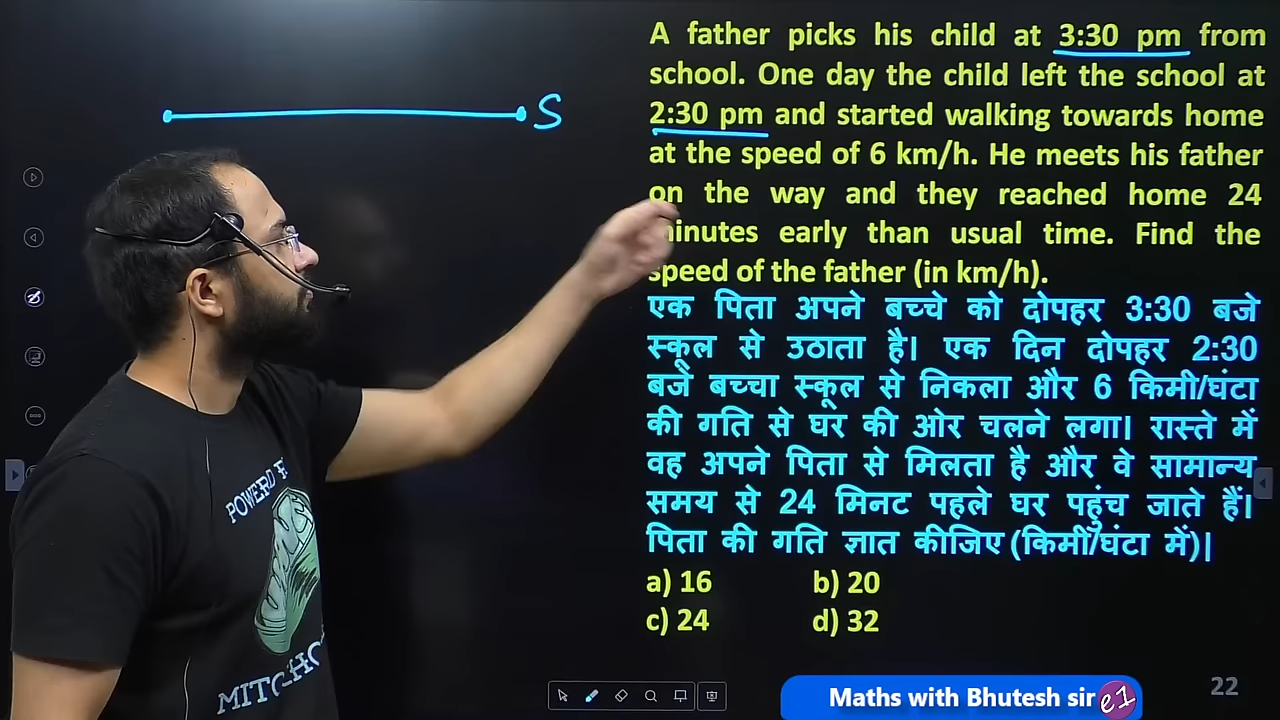 A father picks his child at 3:30 pm from
school. One day the child left the school at
2:30 pm and started walking towards home
at the speed of 6 km/h. He meets his father
on the way and they reached home 24
minutes early than usual time. Find the
speed of the father (in km/h).
एक पिता अपने बच्चे को दोपहर 3:30 बजे
स्कूल से उठाता है। एक दिन दोपहर 2:30
बजे बच्चा स्कूल से निकला और 6 किमी/घंटा
की गति से घर की ओर चलने लगा। रास्ते में
वह अपने पिता से मिलता है और वे सामान्य
समय से 24 मिनट पहले घर पहुंच जाते हैं।
पिता की गति ज्ञात कीजिए (किमी/घंटा में)।
a) 16 b) 20
c) 24 d) 32
S
POWERD
Maths with Bhutesh sir e1
22